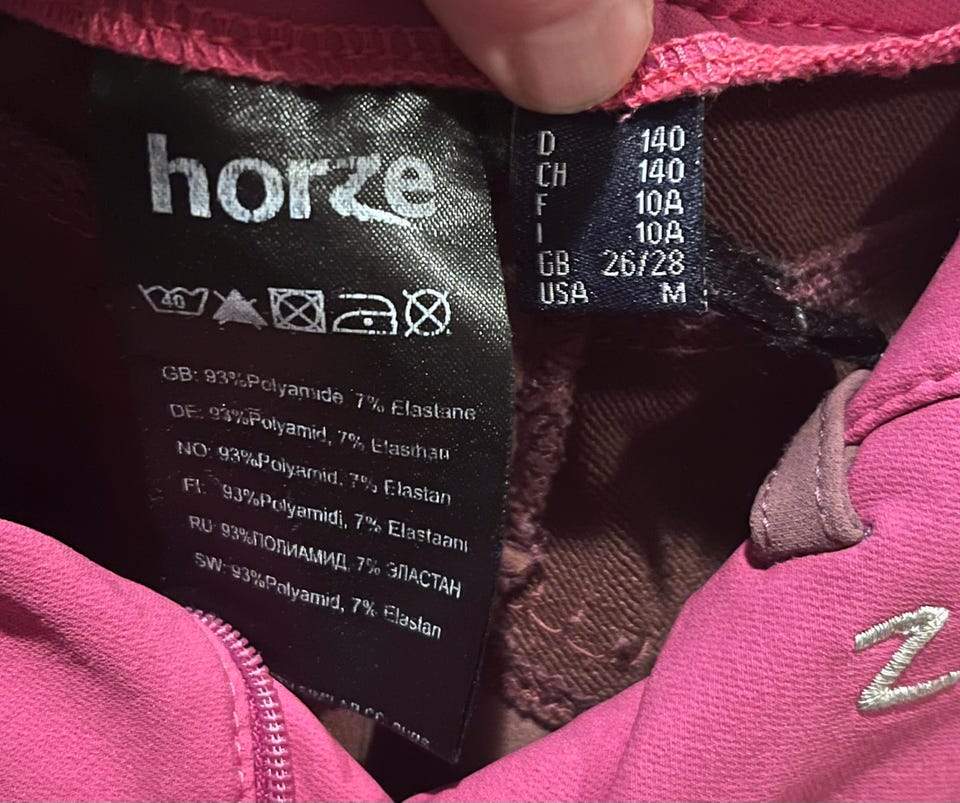 horze
40
GB: 93%Polyamide 7% Elastane
DE: 93%Polyamid, 7% Elasthan
NO: 93%Polyamid, 7% Elastan
FI: 93%Polyamidi, 7% Elastaani
RU: 93%ПОЛИАМИД, 7% ЭЛАСТАН
SW: 93%Polyamid, 7% Elastan
SIMILAR
D 140
CH 140
F 10A
I 10A
GB 26/28
USA M
Z